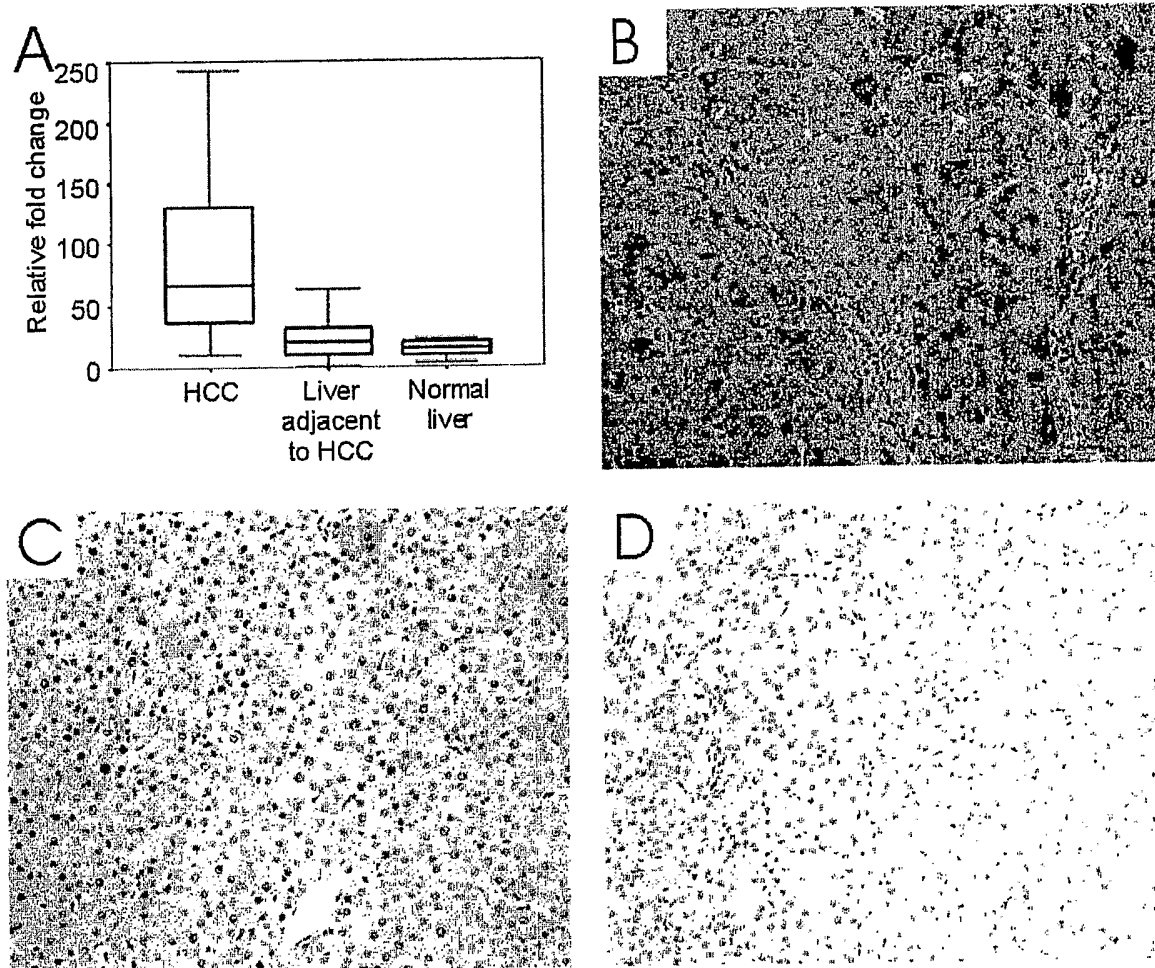 A
250
200
150
100
50
0
Relative fold change
HCC
Liver
adjacent
to HCC
Normal
liver
B
C
D